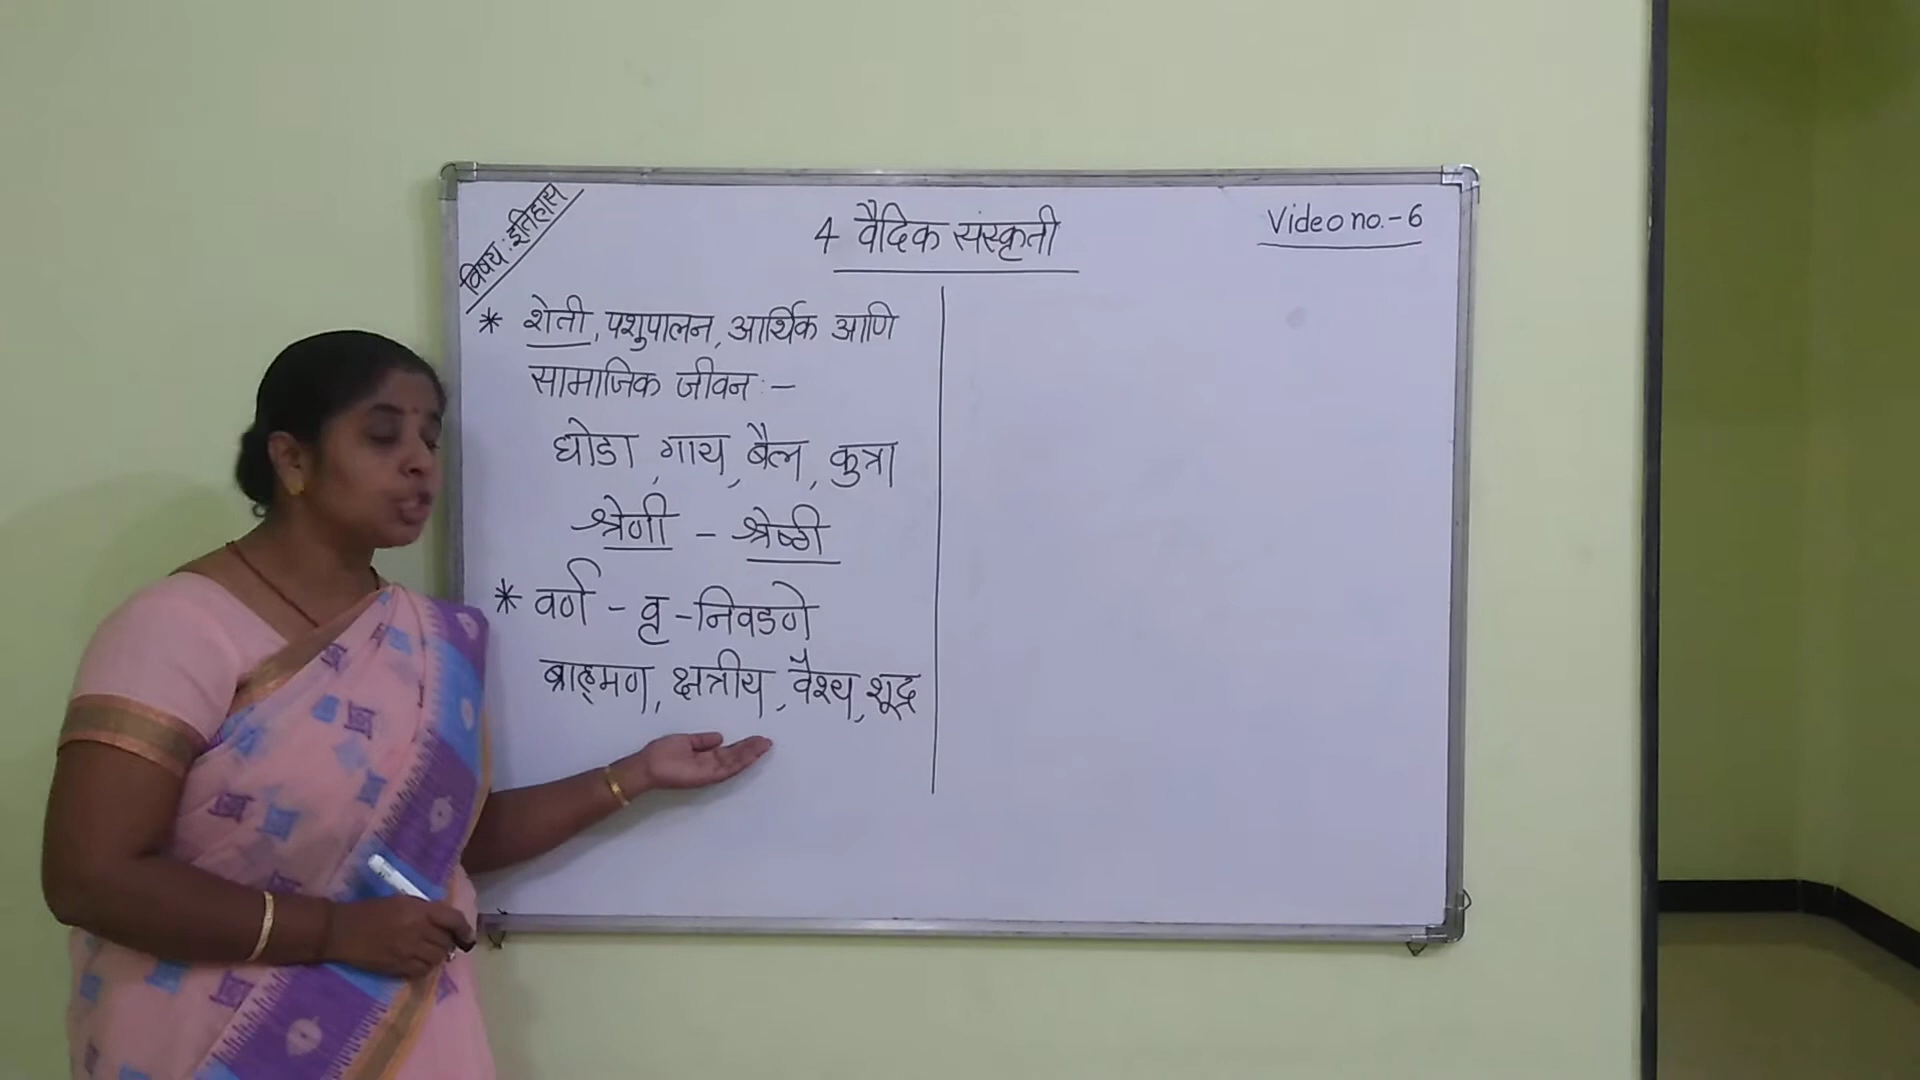 विषय : इतिहास
4 वैदिक संस्कृती
Video no.- 6
* शेती, पशुपालन, आर्थिक आणि
सामाजिक जीवन :-
घोडा, गाय, बैल, कुत्रा
श्रेणी - श्रेष्ठी
* वर्ण - वृ - निवडणे
ब्राह्मण, क्षत्रीय, वैश्य, शूद्र